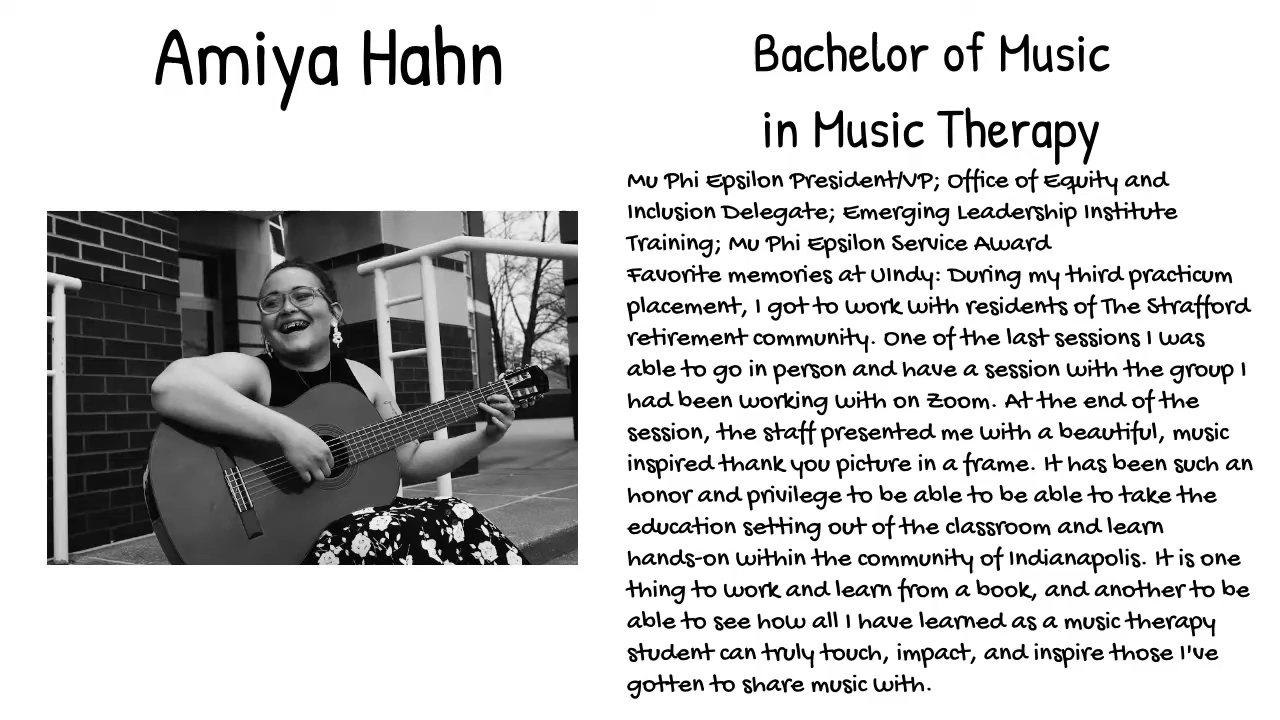 Amiya Hahn
Bachelor of Music
in Music Therapy
Mu Phi Epsilon President/VP; Office of Equity and
Inclusion Delegate; Emerging Leadership Institute
Training; Mu Phi Epsilon Service Award
Favorite memories at UIndy: During my third practicum
placement, I got to work with residents of The Strafford
retirement community. One of the last sessions I was
able to go in person and have a session with the group I
had been working with on Zoom. At the end of the
session, the staff presented me with a beautiful, music
inspired thank you picture in a frame. It has been such an
honor and privilege to be able to be able to take the
education setting out of the classroom and learn
hands-on within the community of Indianapolis. It is one
thing to work and learn from a book, and another to be
able to see how all I have learned as a music therapy
student can truly touch, impact, and inspire those I've
gotten to share music with.